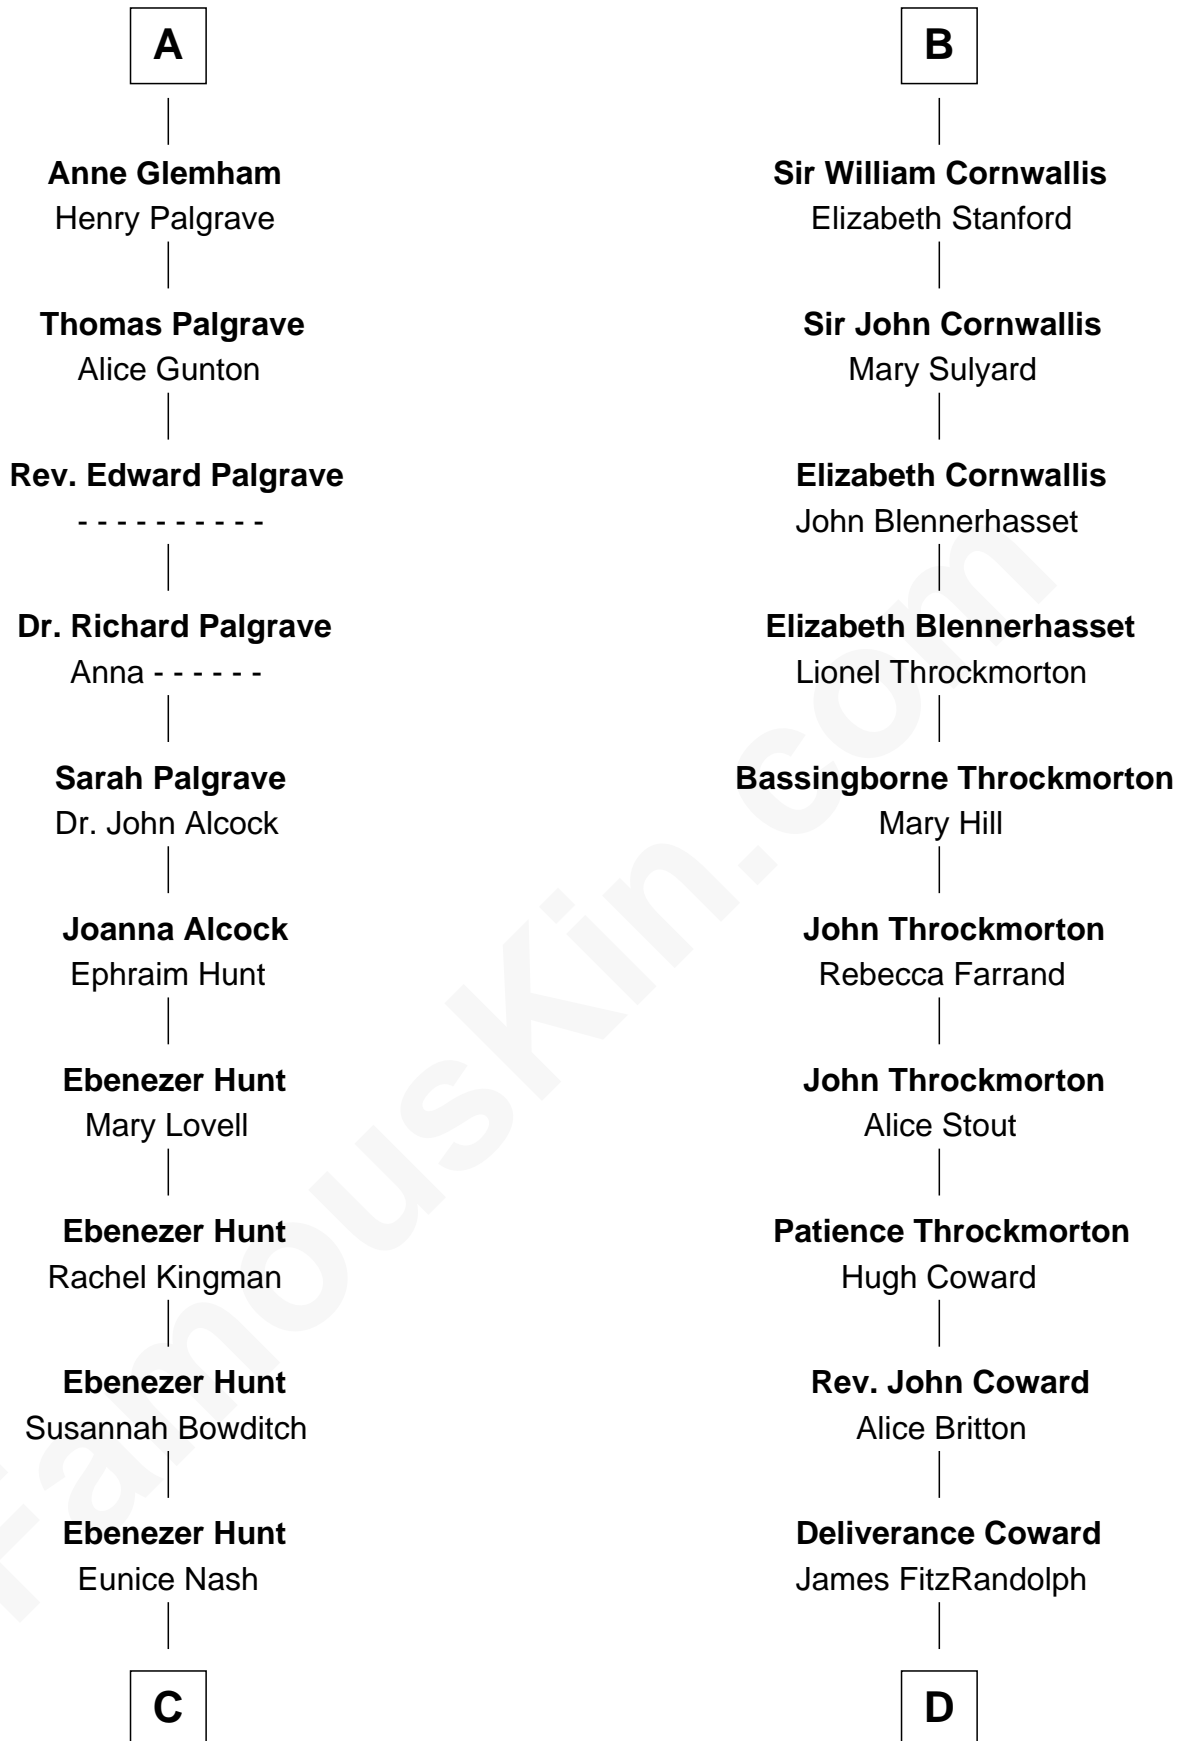 A
Anne Glemham
Henry Palgrave
Thomas Palgrave
Alice Gunton
Rev. Edward Palgrave
- - - - - - - - - -
Dr. Richard Palgrave
Anna - - - - - -
Sarah Palgrave
Dr. John Alcock
Joanna Alcock
Ephraim Hunt
Ebenezer Hunt
Mary Lovell
Ebenezer Hunt
Rachel Kingman
Ebenezer Hunt
Susannah Bowditch
Ebenezer Hunt
Eunice Nash
C
B
Sir William Cornwallis
Elizabeth Stanford
Sir John Cornwallis
Mary Sulyard
Elizabeth Cornwallis
John Blennerhasset
Elizabeth Blennerhasset
Lionel Throckmorton
Bassingborne Throckmorton
Mary Hill
John Throckmorton
Rebecca Farrand
John Throckmorton
Alice Stout
Patience Throckmorton
Hugh Coward
Rev. John Coward
Alice Britton
Deliverance Coward
James FitzRandolph
D
FamousKin.com